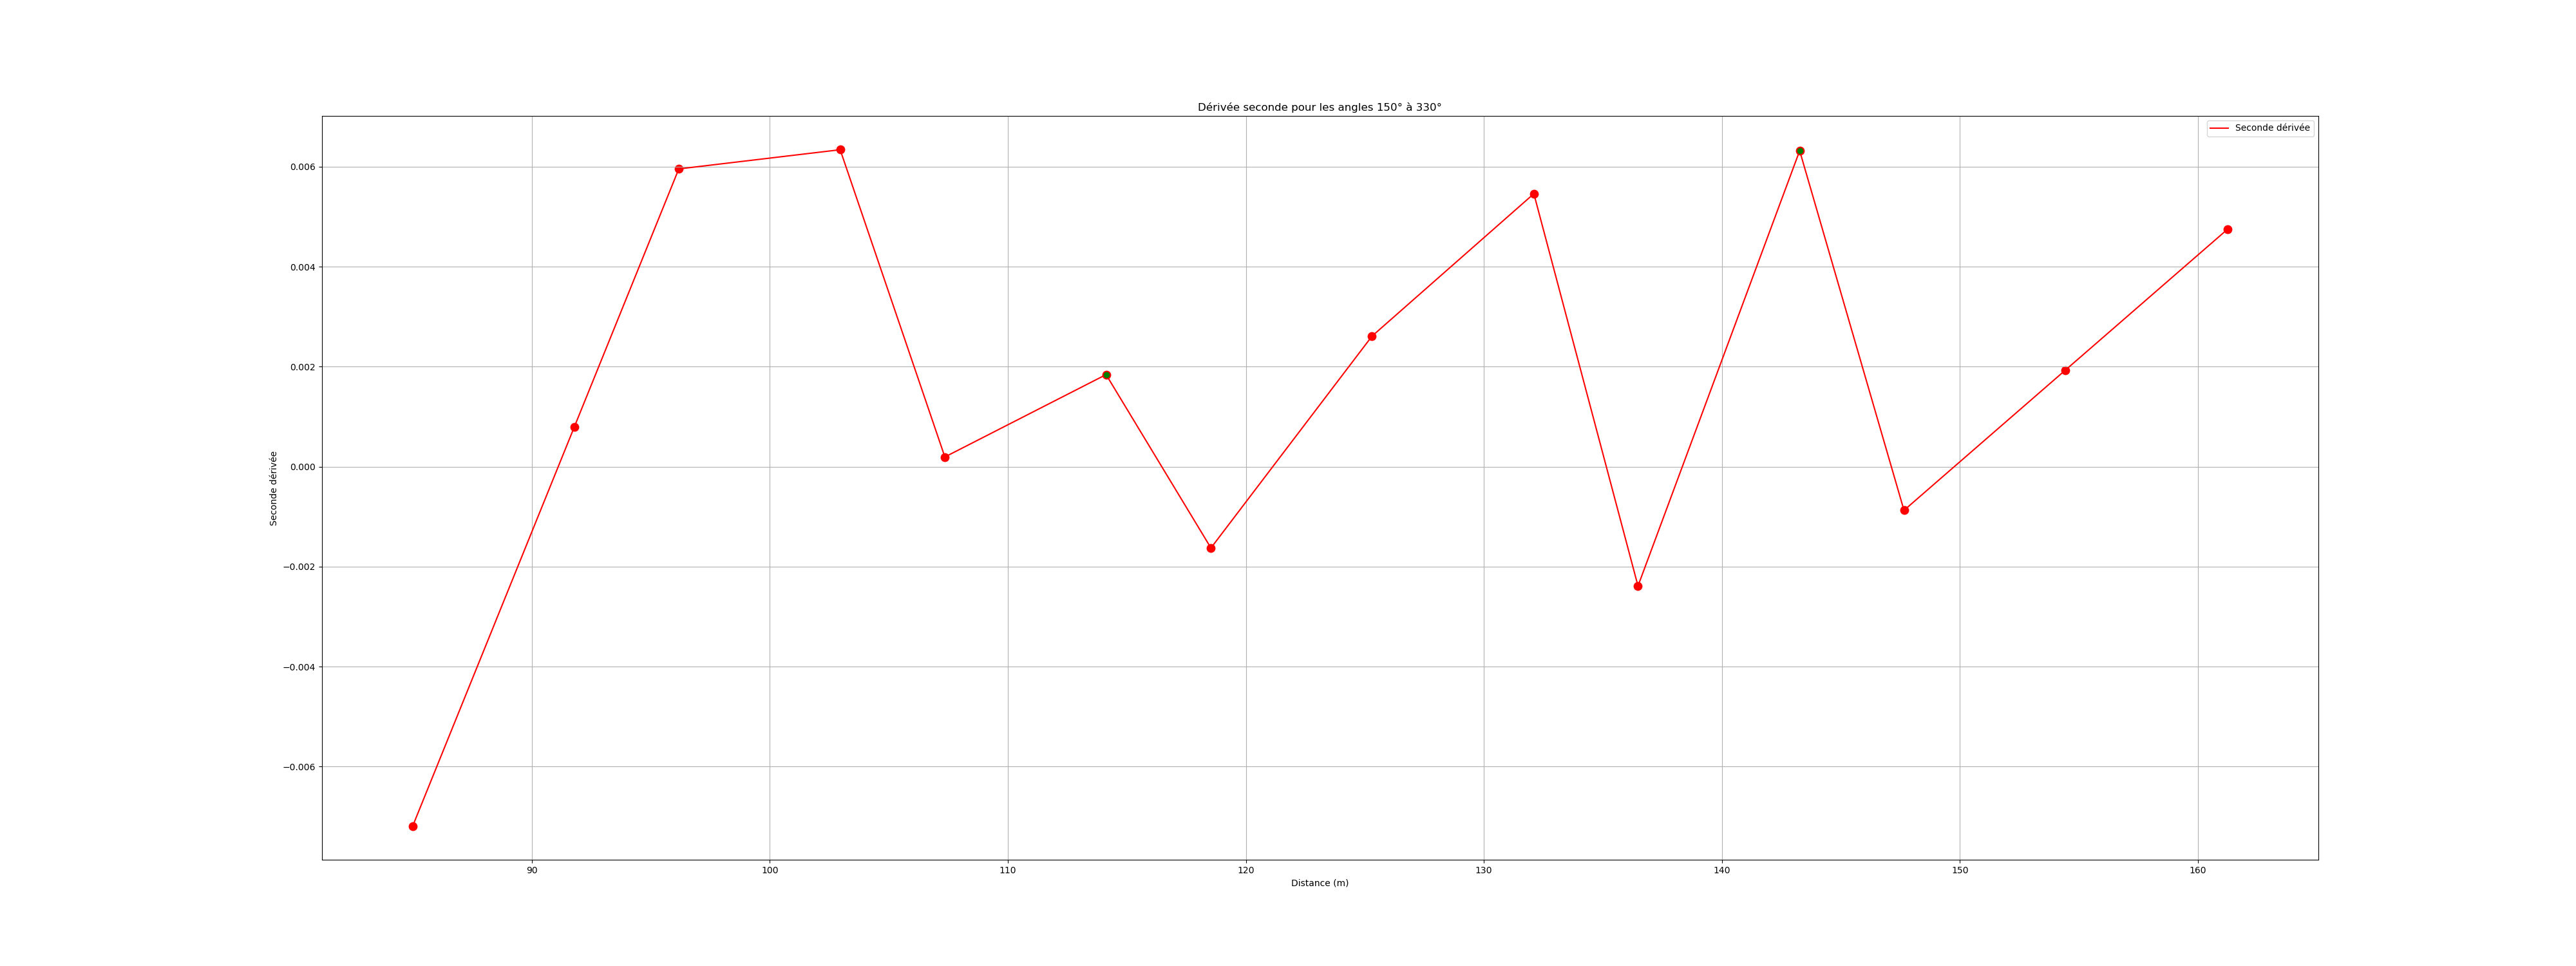 Dérivée seconde pour les angles 150° à 330°
Seconde dérivée
0.006
0.004
0.002
0.000
−0.002
−0.004
−0.006
Seconde dérivée
90 100 110 120 130 140 150 160
Distance (m)